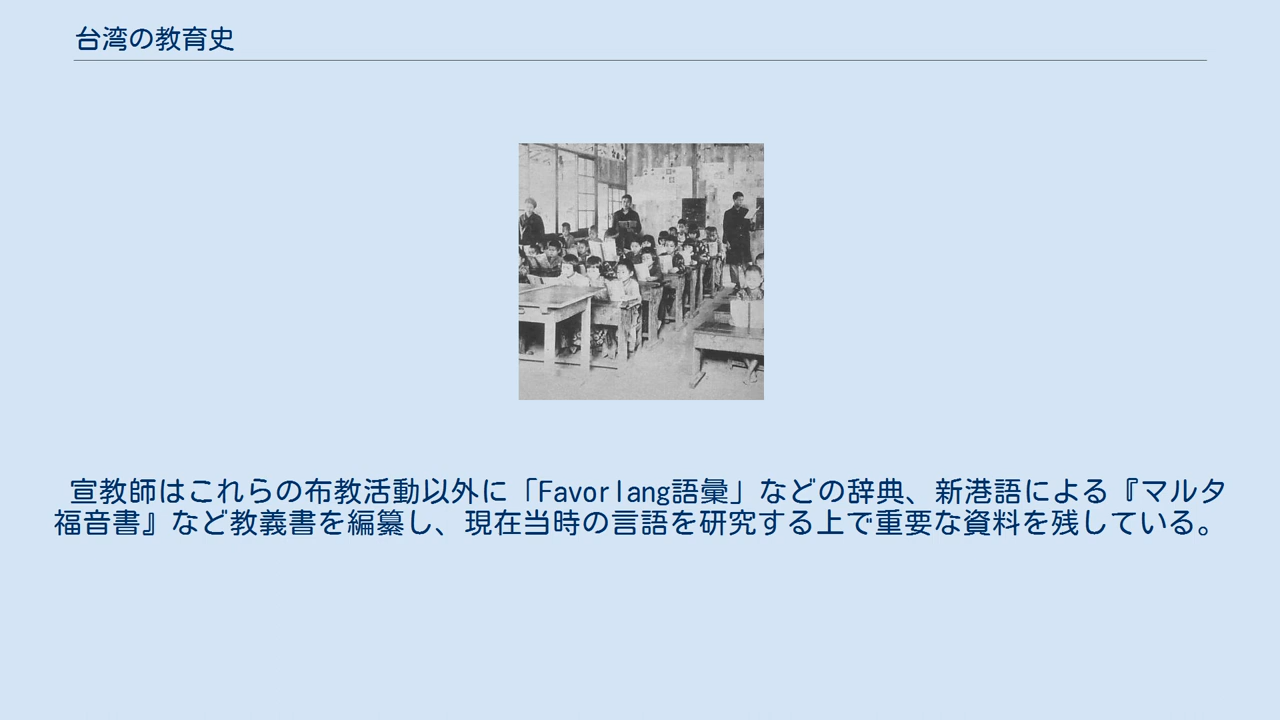 台湾の教育史
宣教師はこれらの布教活動以外に「Favorlang語彙」などの辞典、新港語による『マルタ
福音書』など教義書を編纂し、現在当時の言語を研究する上で重要な資料を残している。